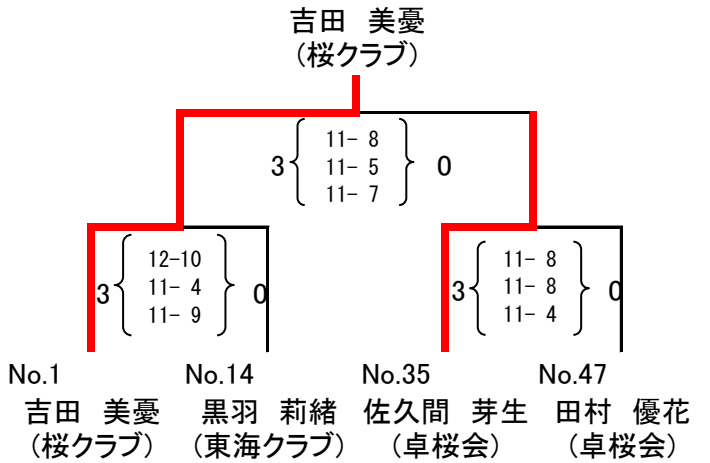 吉田　美憂
（桜クラブ）
11- 8
3 11- 5 0
11- 7
12-10
3 11- 4 0
11- 9
11- 8
3 11- 8 0
11- 4
No.1 No.14 No.35 No.47
吉田　美憂 黒羽　莉緒 佐久間　芽生 田村　優花
（桜クラブ） （東海クラブ） （卓桜会） （卓桜会）